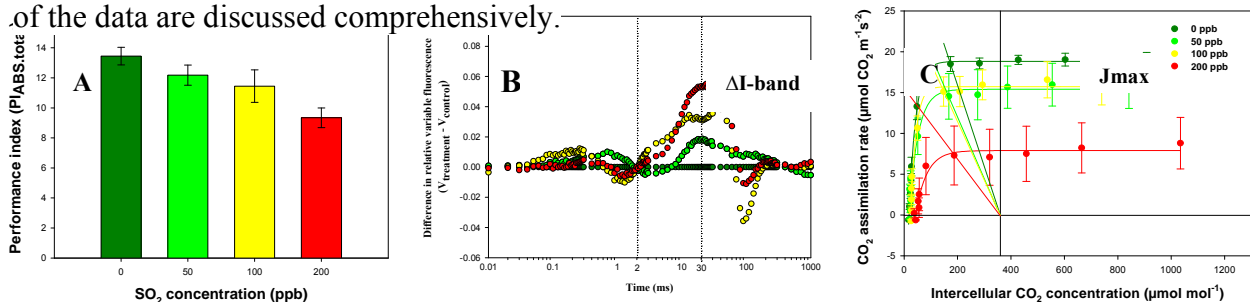 of the data are discussed comprehensively.
Performance index (PI ABS.total
14
12
10
8
6
4
2
0
A
0 50 100 200
SO2 concentration (ppb)
Difference in relative variable fluorescence
(Vtreatment - Vcontrol)
0.08
0.06
0.04
0.02
0.00
-0.02
-0.04
-0.06
B
ΔI-band
0.01 0.1 1 2 10 30 100 1000
Time (ms)
CO2 assimilation rate (μmol CO2 m-1s-1)
25
20
15
10
5
0
-5
C
Jmax
0 ppb
50 ppb
100 ppb
200 ppb
0 200 400 600 800 1000 1200
Intercellular CO2 concentration (μmol mol-1)